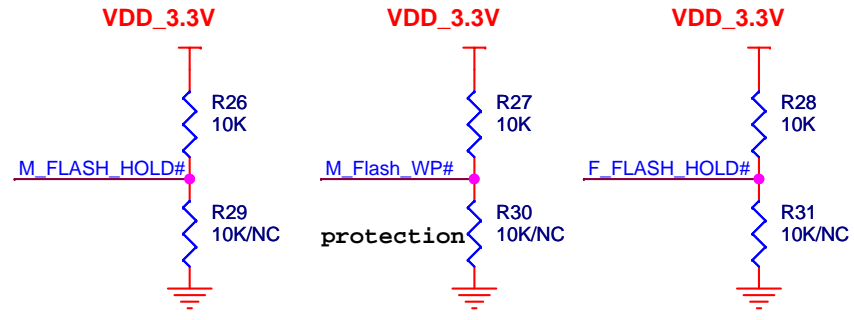 VDD_3.3V VDD_3.3V VDD_3.3V
R26 R27 R28
10K 10K 10K
M_FLASH_HOLD# M_Flash_WP# F_FLASH_HOLD#
R29 R30 R31
10K/NC protection 10K/NC 10K/NC